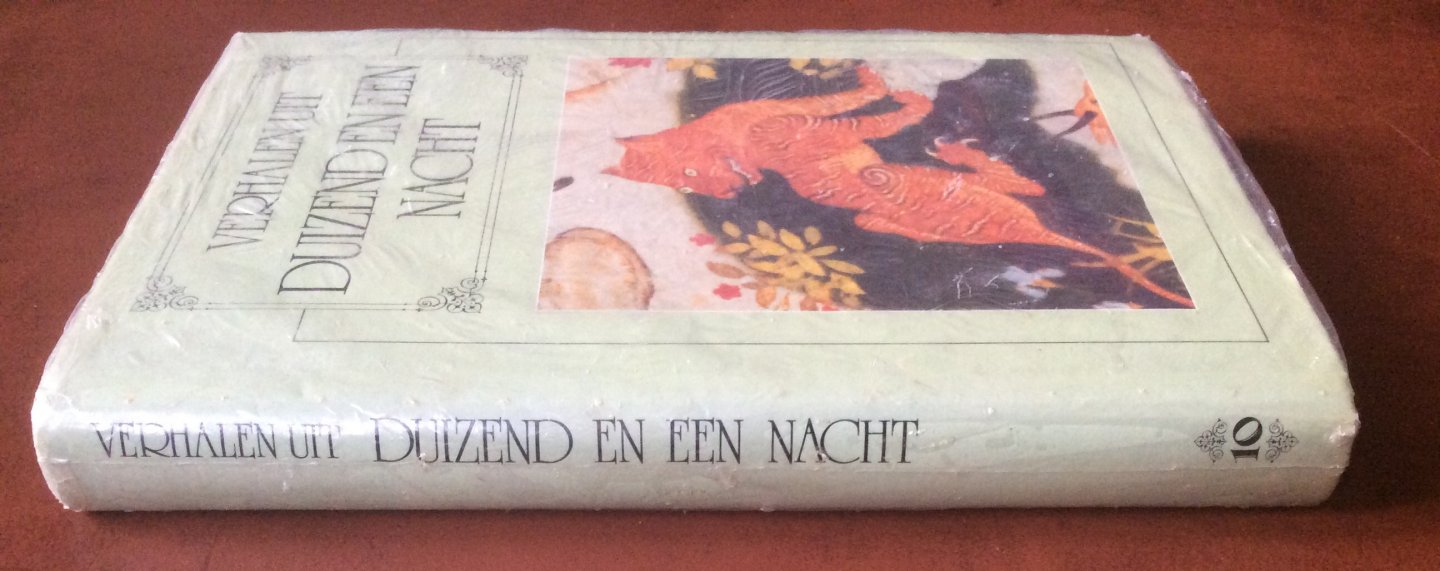 VERHALEN UIT
DUIZEND EN EEN
NACHT
VERHALEN UIT DUIZEND EN EEN NACHT
10